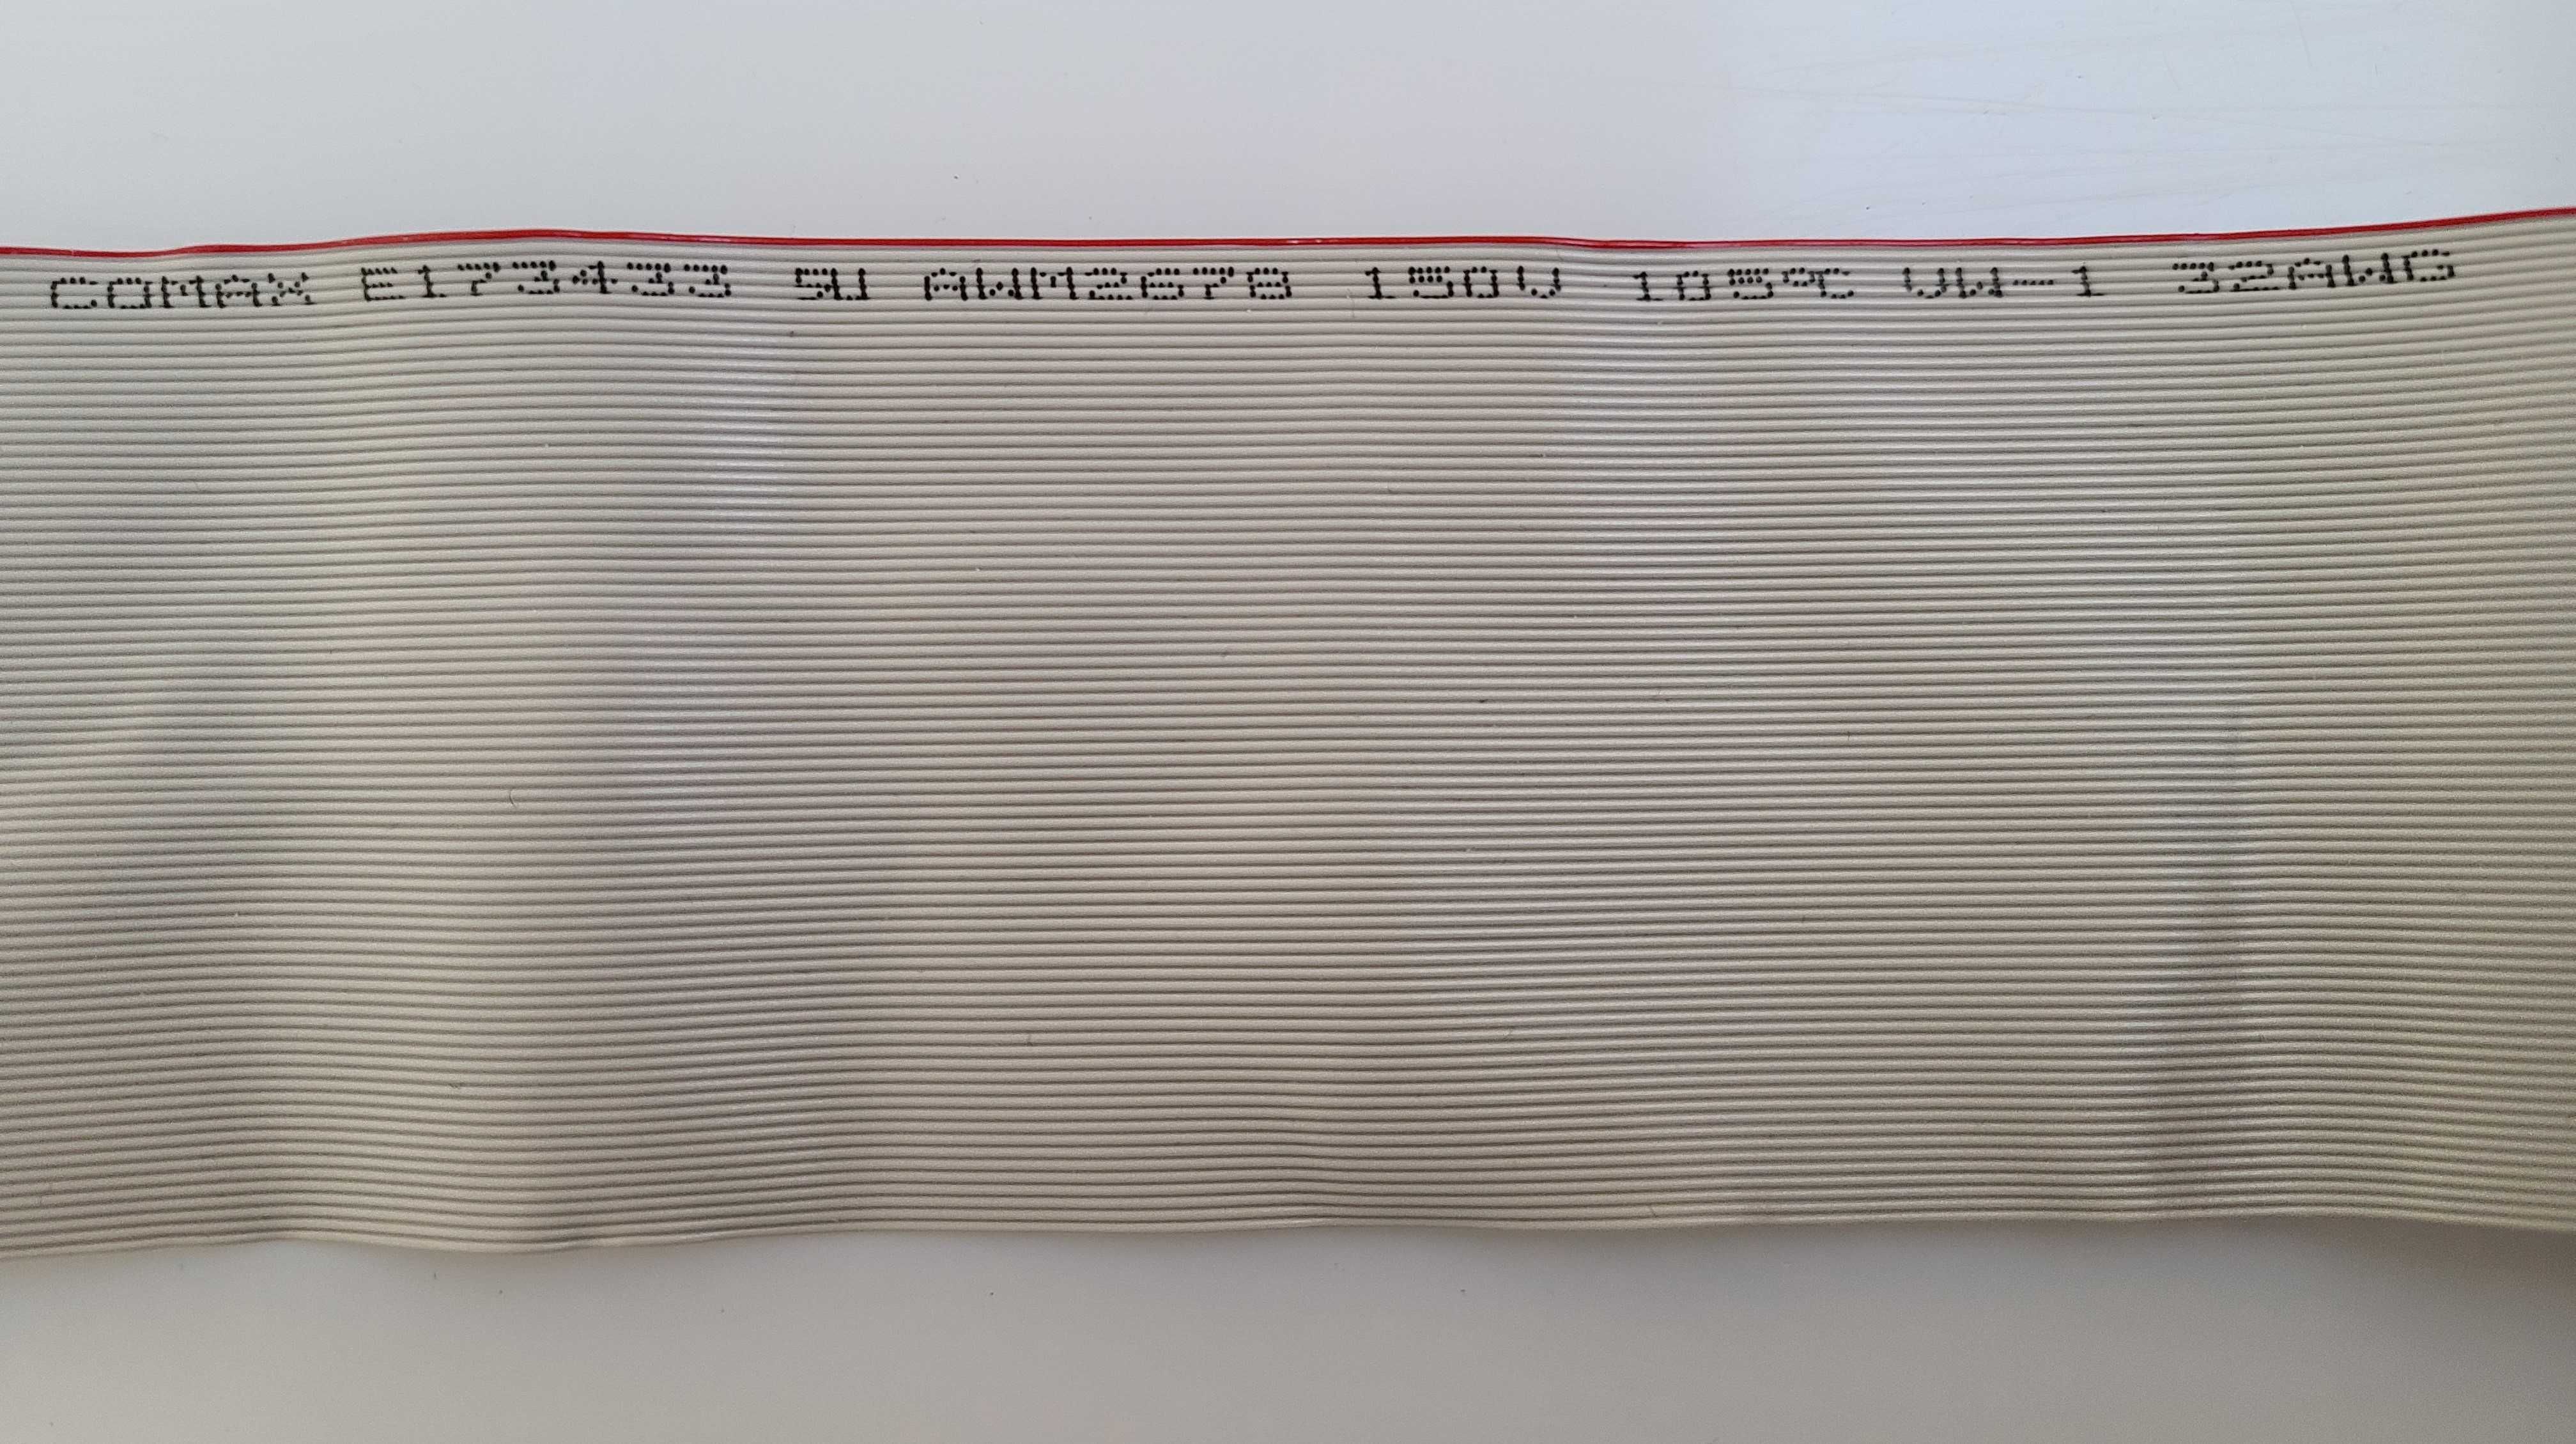 COMAX E173433 SU AWM2678 150V 105°C VW-1 32AWG